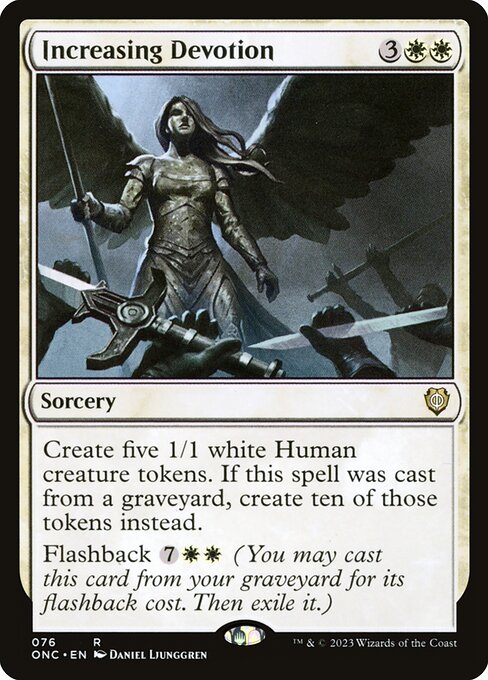 Increasing Devotion 3
Sorcery
Create five 1/1 white Human
creature tokens. If this spell was cast
from a graveyard, create ten of those
tokens instead.
Flashback 7 (You may cast
this card from your graveyard for its
flashback cost. Then exile it.)
076 R
ONC • EN Daniel Ljunggren
™ & © 2023 Wizards of the Coast